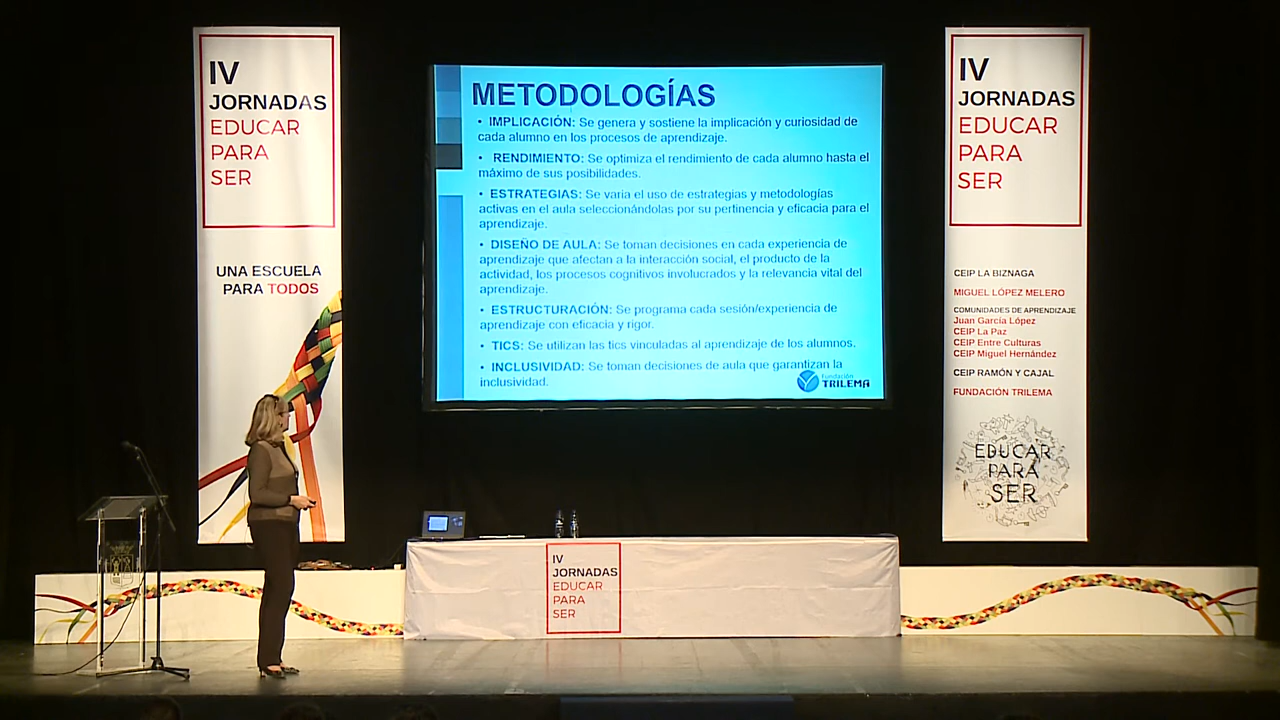 IV
JORNADAS
EDUCAR
PARA
SER
UNA ESCUELA
PARA TODOS
METODOLOGÍAS
• IMPLICACIÓN: Se genera y sostiene la implicación y curiosidad de
cada alumno en los procesos de aprendizaje.
• RENDIMIENTO: Se optimiza el rendimiento de cada alumno hasta el
máximo de sus posibilidades.
• ESTRATEGIAS: Se varia el uso de estrategias y metodologías
activas en el aula seleccionándolas por su pertinencia y eficacia para el
aprendizaje.
• DISEÑO DE AULA: Se toman decisiones en cada experiencia de
aprendizaje que afectan a la interacción social, el producto de la
actividad, los procesos cognitivos involucrados y la relevancia vital del
aprendizaje.
• ESTRUCTURACIÓN: Se programa cada sesión/experiencia de
aprendizaje con eficacia y rigor.
• TICS: Se utilizan las tics vinculadas al aprendizaje de los alumnos.
• INCLUSIVIDAD: Se toman decisiones de aula que garantizan la
inclusividad.
Fundación
TRILEMA
IV
JORNADAS
EDUCAR
PARA
SER
CEIP LA BIZNAGA
MIGUEL LÓPEZ MELERO
COMUNIDADES DE APRENDIZAJE
Juan García López
CEIP La Paz
CEIP Entre Culturas
CEIP Miguel Hernández
CEIP RAMÓN Y CAJAL
FUNDACIÓN TRILEMA
EDUCAR
PARA
SER
IV
JORNADAS
EDUCAR
PARA
SER